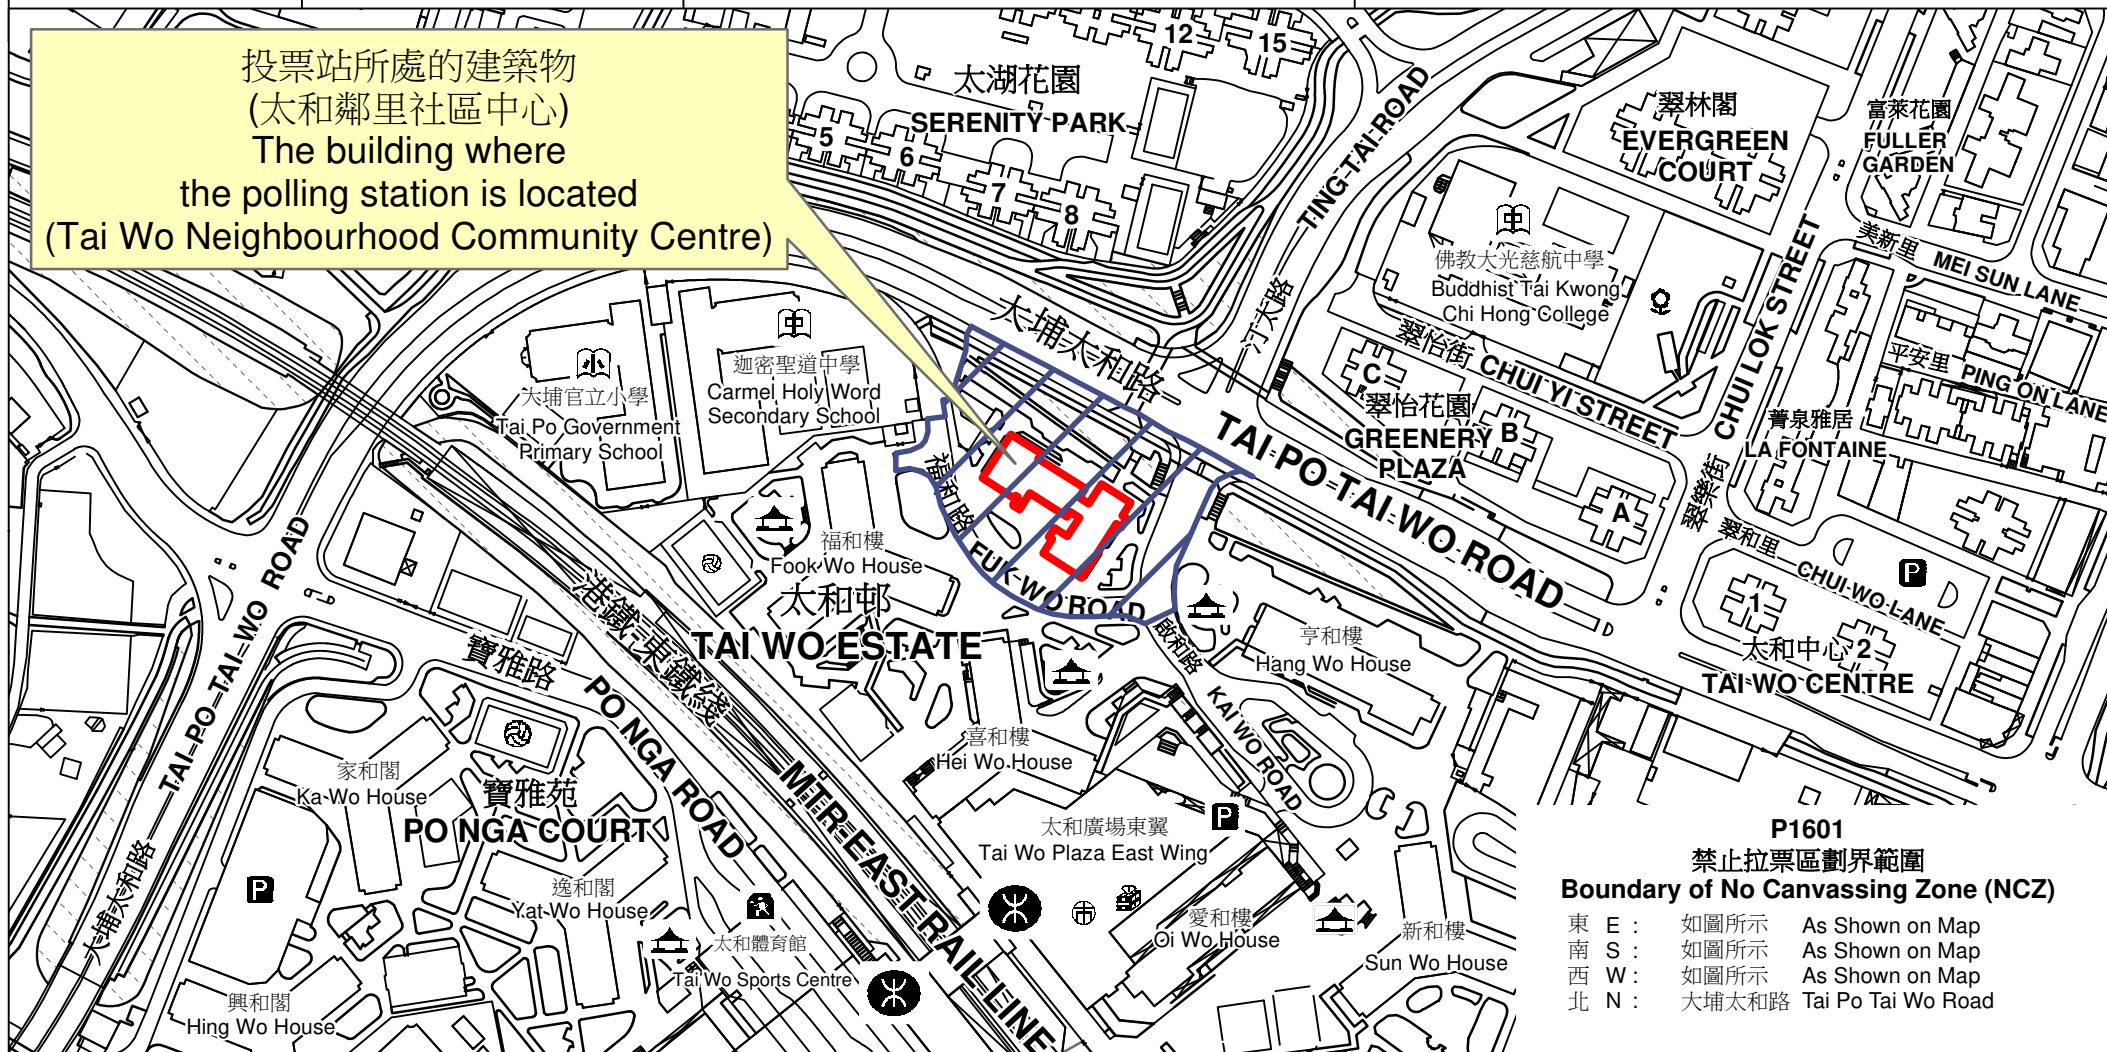 投票站所處的建築物
(太和鄰里社區中心)
The building where
the polling station is located
(Tai Wo Neighbourhood Community Centre)
12
15
太湖花園
SERENITY PARK
5
6
7
8
TING TAI ROAD
汀太路
翠林閣
EVERGREEN
COURT
富萊花園
FULLER
GARDEN
中
佛教大光慈航中學
Buddhist Tai Kwong
Chi Hong College
美新里
MEI SUN LANE
CHUI LOK STREET
翠樂街
平安里
PING ON LANE
翠怡街 CHUI YI STREET
C
翠怡花園
GREENERY
PLAZA
B
A
菁泉雅居
LA FONTAINE
大埔太和路
TAI PO TAI WO ROAD
中
迦密聖道中學
Carmel Holy Word
Secondary School
小
大埔官立小學
Tai Po Government
Primary School
福和路
FUK WO ROAD
福和樓
Fook Wo House
太和邨
TAI WO ESTATE
翠和里
CHUI WO LANE
P
1
太和中心 2
TAI WO CENTRE
亨和樓
Hang Wo House
啟和路
KAI WO ROAD
TAI PO TAI WO ROAD
大埔太和路
寶雅路
PO NGA ROAD
港鐵東鐵綫
MTR EAST RAIL LINE
喜和樓
Hei Wo House
家和閣
Ka Wo House
寶雅苑
PO NGA COURT
P
逸和閣
Yat Wo House
太和體育館
Tai Wo Sports Centre
興和閣
Hing Wo House
太和廣場東翼
Tai Wo Plaza East Wing
P
市
愛和樓
Oi Wo House
新和樓
Sun Wo House
P1601
禁止拉票區劃界範圍
Boundary of No Canvassing Zone (NCZ)
東 E : 如圖所示 As Shown on Map
南 S : 如圖所示 As Shown on Map
西 W : 如圖所示 As Shown on Map
北 N : 大埔太和路 Tai Po Tai Wo Road